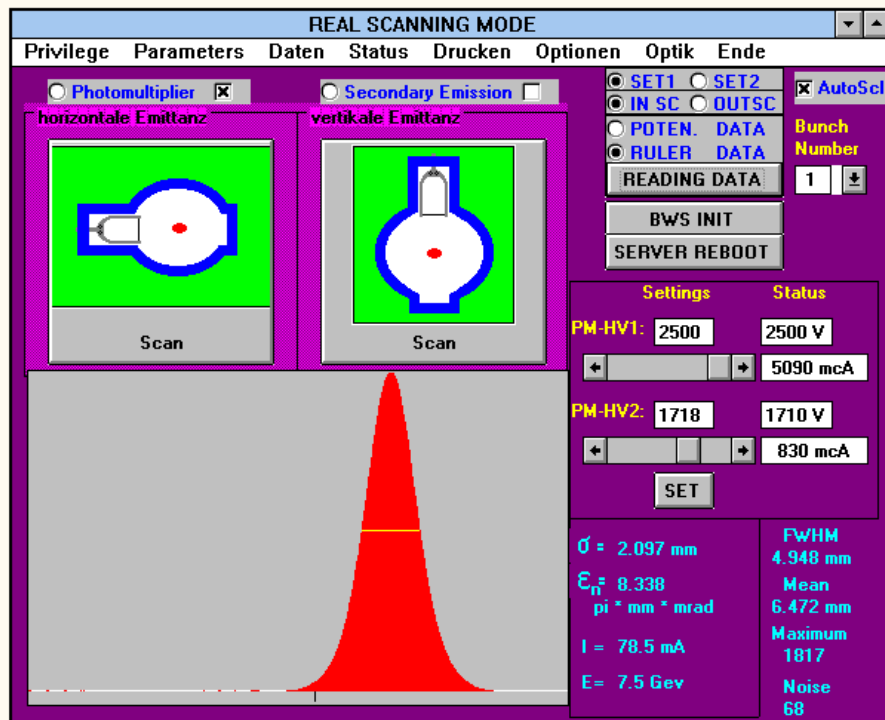 REAL SCANNING MODE
Privilege Parameters Daten Status Drucken Optionen Optik Ende
Photomultiplier
Secondary Emission
horizontale Emittanz
vertikale Emittanz
Scan
Scan
SET1 SET2
IN SC OUTSC
POTEN. DATA
RULER DATA
READING DATA
BWS INIT
SERVER REBOOT
AutoScl
Bunch
Number
1
Settings Status
PM-HV1: 2500 2500 V
5090 mcA
PM-HV2: 1718 1710 V
830 mcA
SET
σ = 2.097 mm
εn= 8.338
pi * mm * mrad
I = 78.5 mA
E= 7.5 Gev
FWHM
4.948 mm
Mean
6.472 mm
Maximum
1817
Noise
68